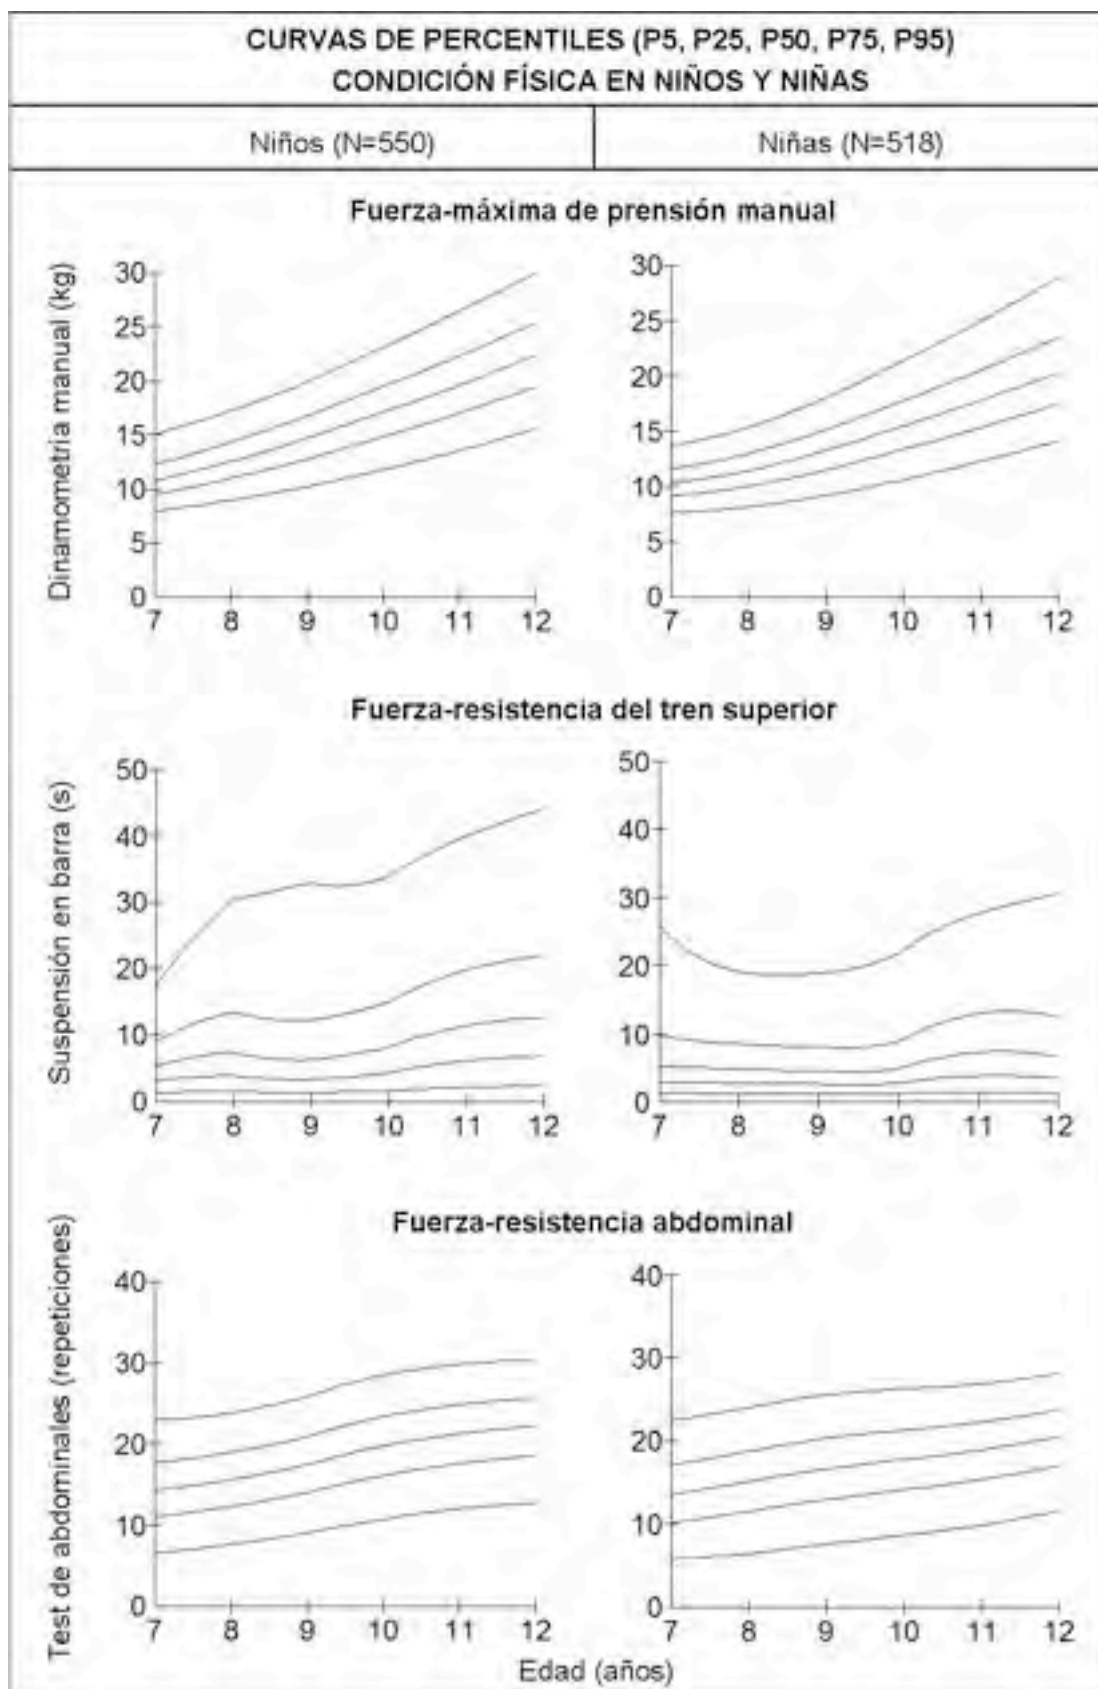 CURVAS DE PERCENTILES (P5, P25, P50, P75, P95)
CONDICIÓN FÍSICA EN NIÑOS Y NIÑAS
Niños (N=550)
Niñas (N=518)
Fuerza-máxima de prensión manual
Dinamometria manual (kg)
30
25
20
15
10
5
0
7 8 9 10 11 12
30
25
20
15
10
5
0
7 8 9 10 11 12
Fuerza-resistencia del tren superior
Suspensión en barra (s)
50
40
30
20
10
0
7 8 9 10 11 12
50
40
30
20
10
0
7 8 9 10 11 12
Fuerza-resistencia abdominal
Test de abdominales (repeticiones)
40
30
20
10
0
7 8 9 10 11 12
40
30
20
10
0
7 8 9 10 11 12
Edad (años)